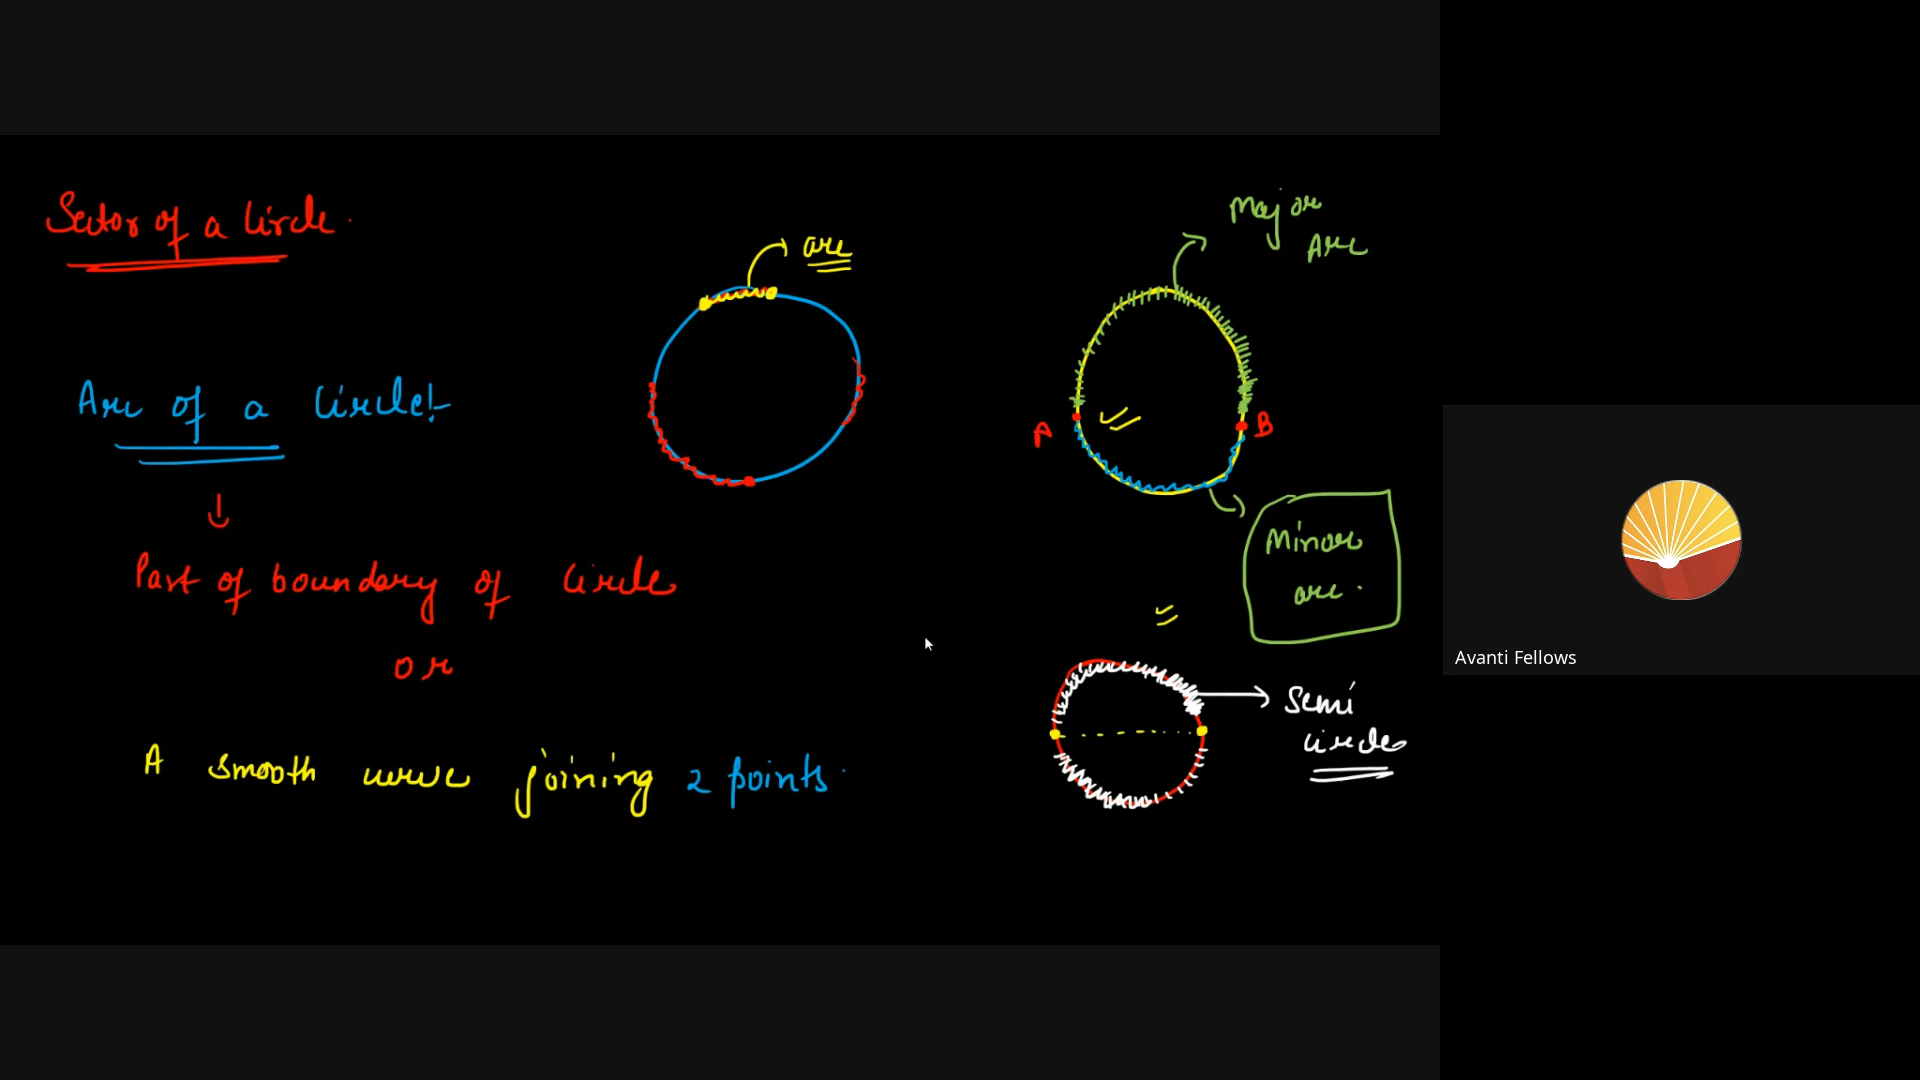 Sector of a Circle.
arc
Major
Arc
Arc of a Circle:-
A
B
Minor
arc.
Part of boundary of Circle
or
Semi
circle
A smooth curve joining 2 points.
Avanti Fellows